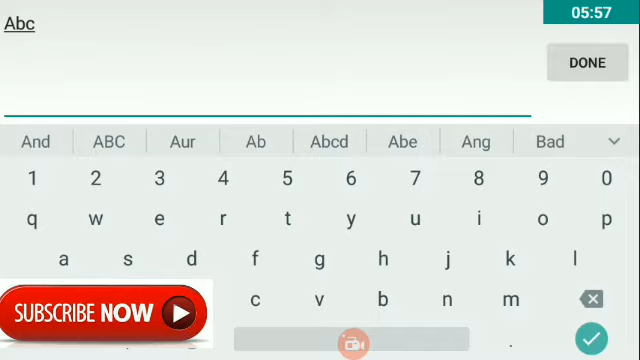 05:57
Abc
DONE
And ABC Aur Ab Abcd Abe Ang Bad
1 2 3 4 5 6 7 8 9 0
q w e r t y u i o p
a s d f g h j k l
SUBSCRIBE NOW
c v b n m
.